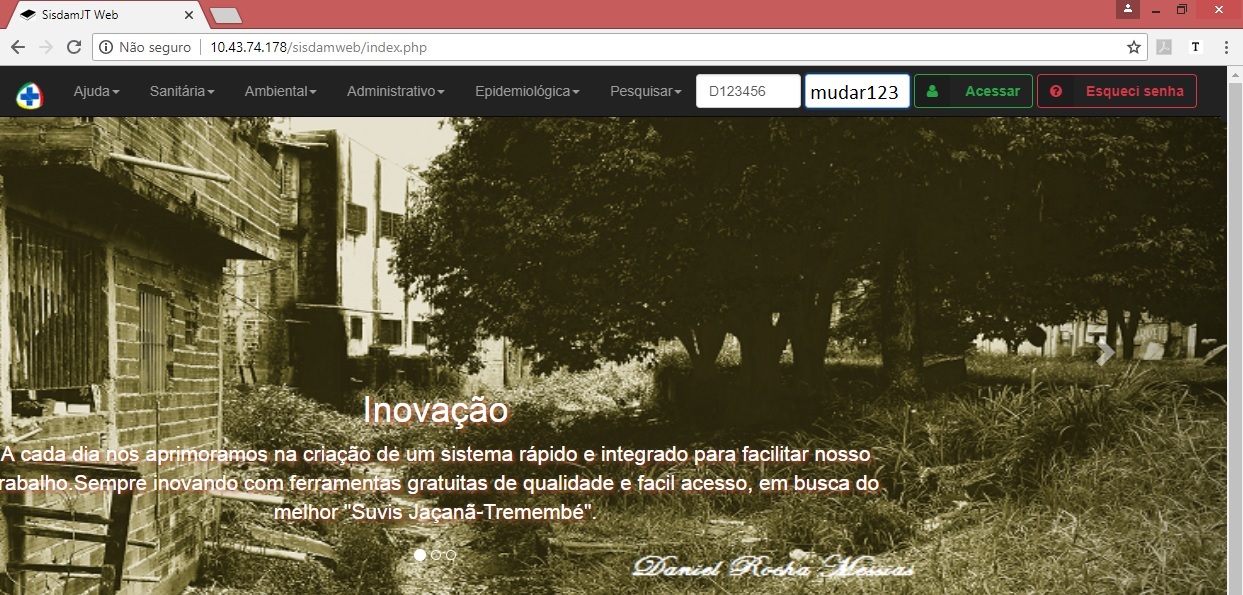 SisdamJT Web
Não seguro 10.43.74.178/sisdamweb/index.php
Ajuda Sanitária Ambiental Administrativo Epidemiológica Pesquisar D123456 mudar123 Acessar Esqueci senha
Inovação
A cada dia nos aprimoramos na criação de um sistema rápido e integrado para facilitar nosso
rabalho.Sempre inovando com ferramentas gratuitas de qualidade e facil acesso, em busca do
melhor "Suvis Jaçanã-Tremembé".
Daniel Rocha Messias